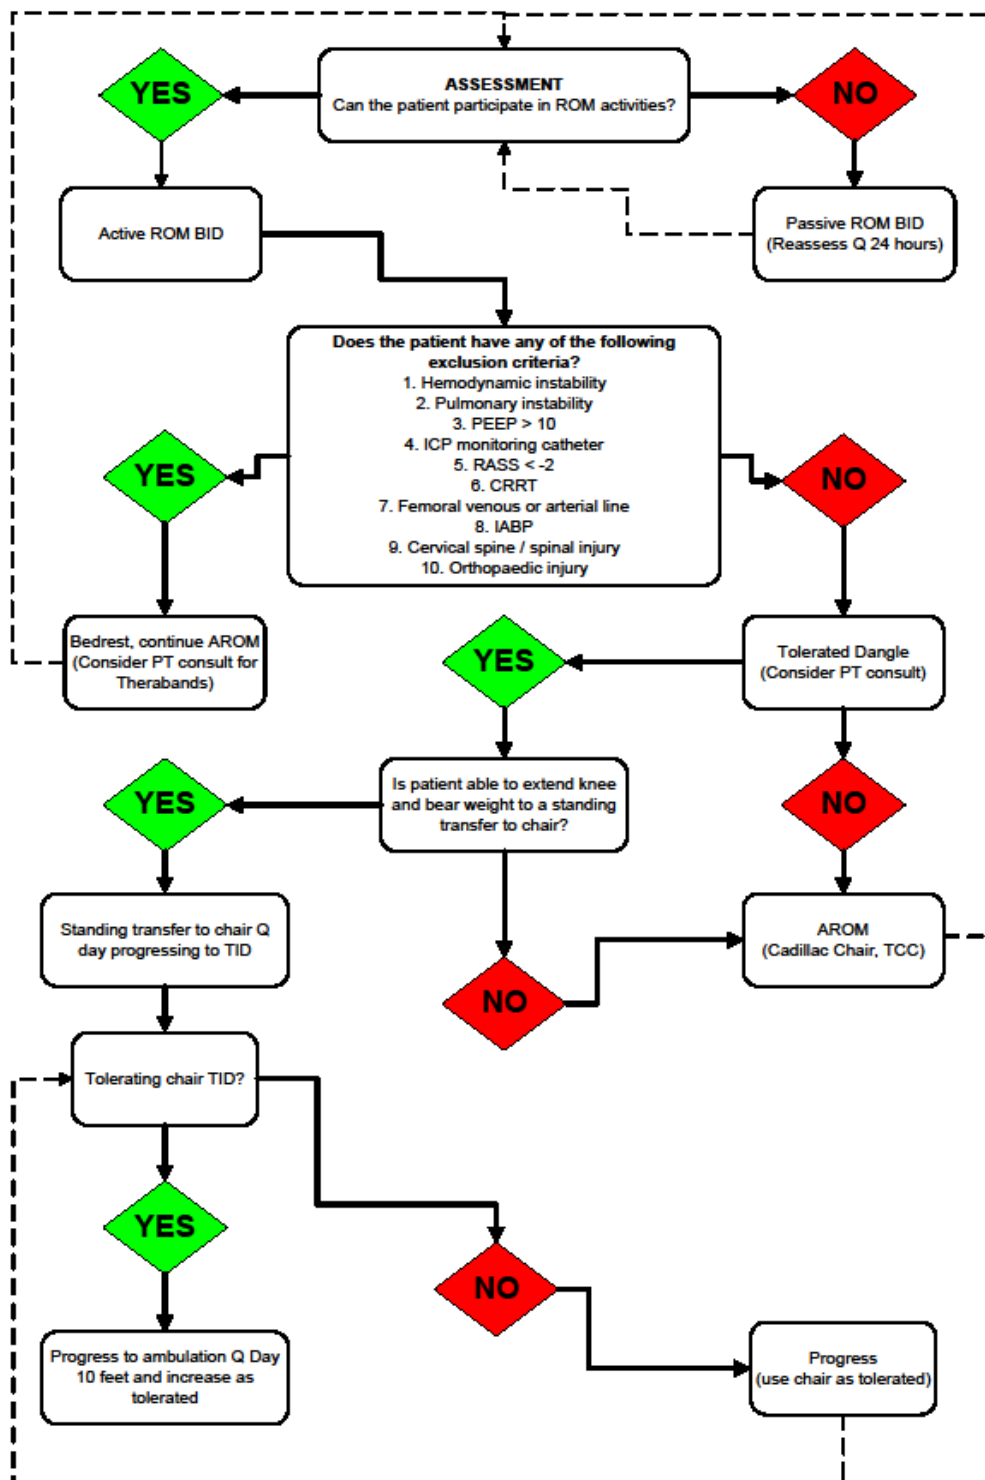 ASSESSMENT
Can the patient participate in ROM activities?
YES
NO
Active ROM BID
Passive ROM BID
(Reassess Q 24 hours)
Does the patient have any of the following
exclusion criteria?
1. Hemodynamic instability
2. Pulmonary instability
3. PEEP > 10
4. ICP monitoring catheter
5. RASS < -2
6. CRRT
7. Femoral venous or arterial line
8. IABP
9. Cervical spine / spinal injury
10. Orthopaedic injury
YES
NO
Bedrest, continue AROM
(Consider PT consult for
Therabands)
YES
Tolerated Dangle
(Consider PT consult)
YES
Is patient able to extend knee
and bear weight to a standing
transfer to chair?
NO
Standing transfer to chair Q
day progressing to TID
AROM
(Cadillac Chair, TCC)
NO
Tolerating chair TID?
YES
NO
Progress to ambulation Q Day
10 feet and increase as
tolerated
Progress
(use chair as tolerated)